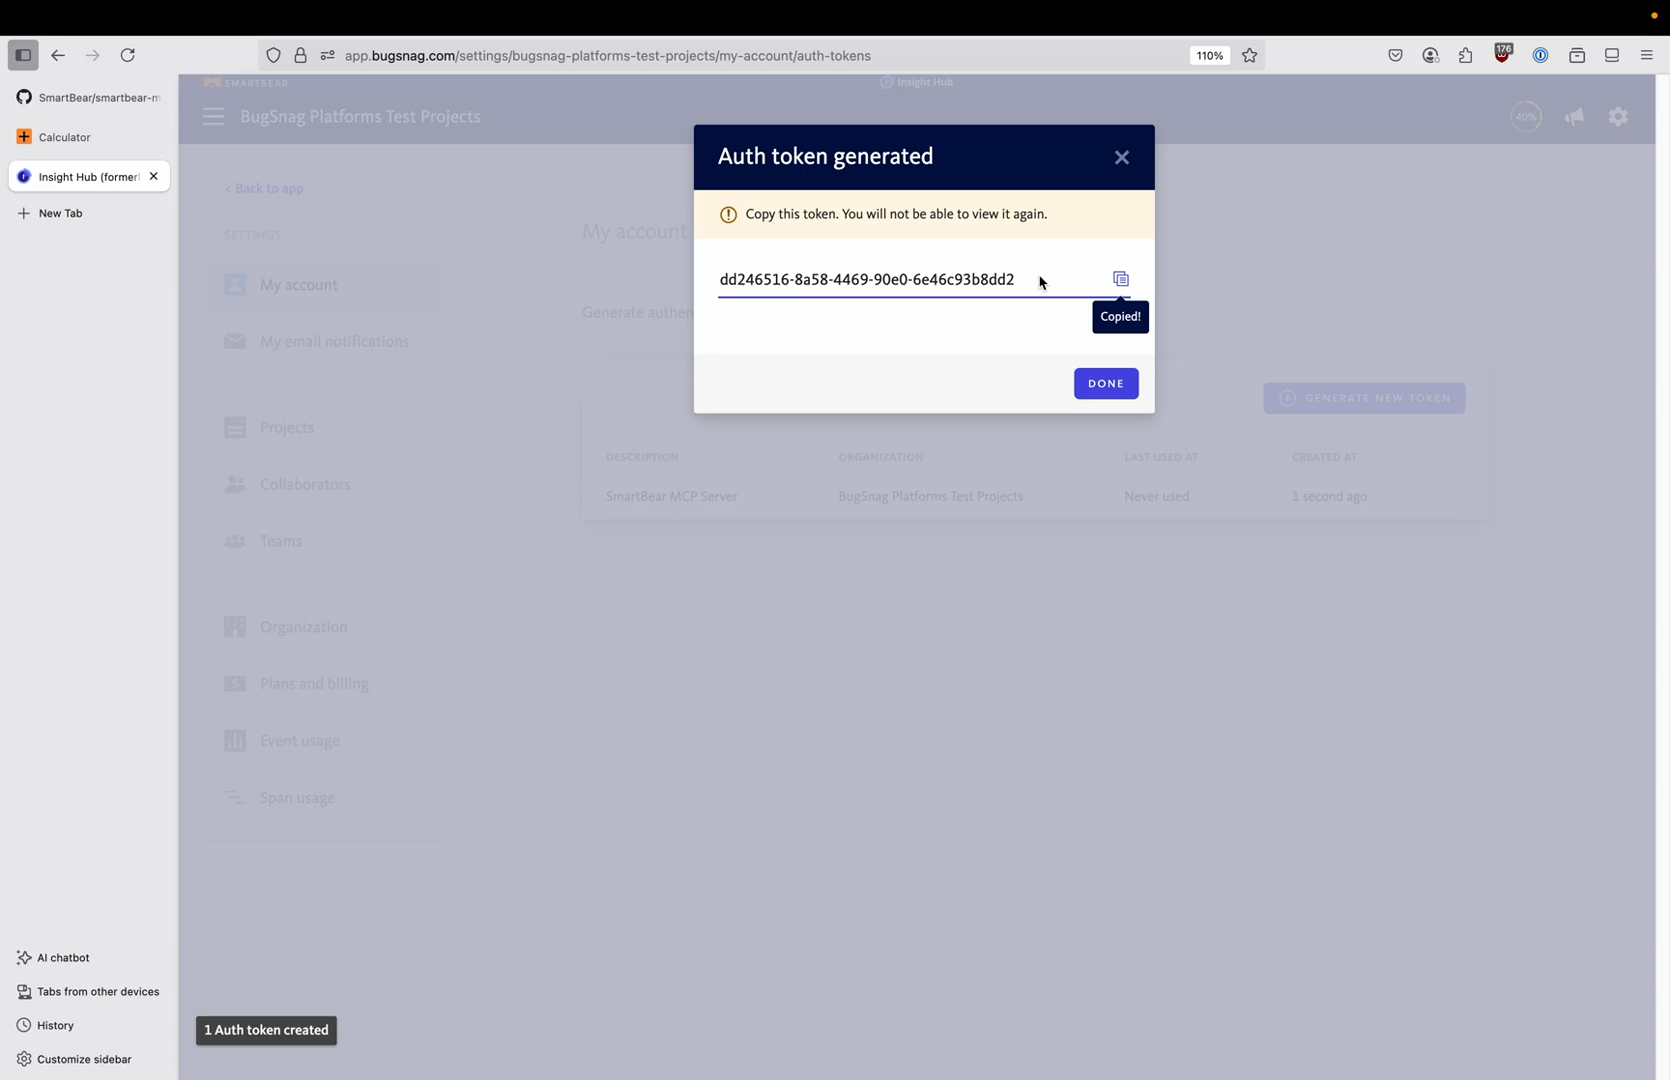 app.bugsnag.com/settings/bugsnag-platforms-test-projects/my-account/auth-tokens
110%
176
SmartBear/smartbear-m
Calculator
Insight Hub (former
New Tab
SMARTBEAR
Insight Hub
BugSnag Platforms Test Projects
40%
Auth token generated
Copy this token. You will not be able to view it again.
dd246516-8a58-4469-90e0-6e46c93b8dd2
Copied!
DONE
‹ Back to app
SETTINGS
My account
My email notifications
Projects
Collaborators
Teams
Organization
Plans and billing
Event usage
Span usage
My account
Generate authen
GENERATE NEW TOKEN
DESCRIPTION ORGANIZATION LAST USED AT CREATED AT
SmartBear MCP Server BugSnag Platforms Test Projects Never used 1 second ago
AI chatbot
Tabs from other devices
History
Customize sidebar
1 Auth token created